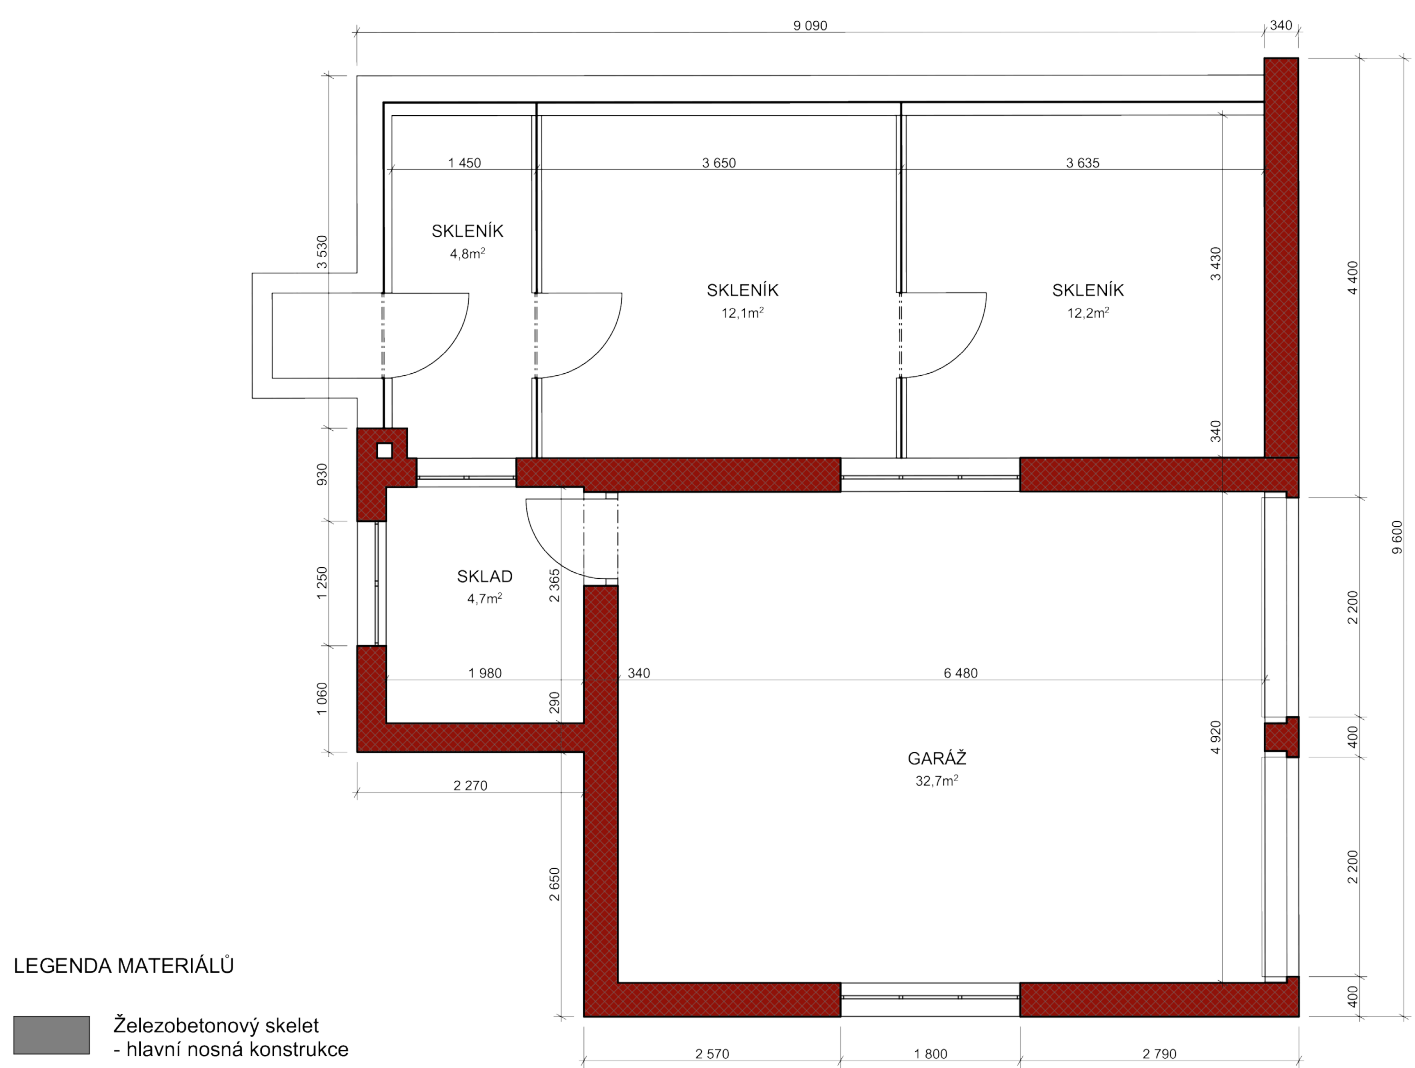 9 090
340
1 450
3 650
3 635
SKLENÍK
4,8m²
3 530
3 430
4 400
SKLENÍK
12,1m²
SKLENÍK
12,2m²
340
930
9 600
SKLAD
4,7m²
1 250
2 365
2 200
1 980
340
6 480
1 060
290
4 920
400
GARÁŽ
32,7m²
2 270
2 650
2 200
LEGENDA MATERIÁLŮ
400
Železobetonový skelet
- hlavní nosná konstrukce
2 570
1 800
2 790